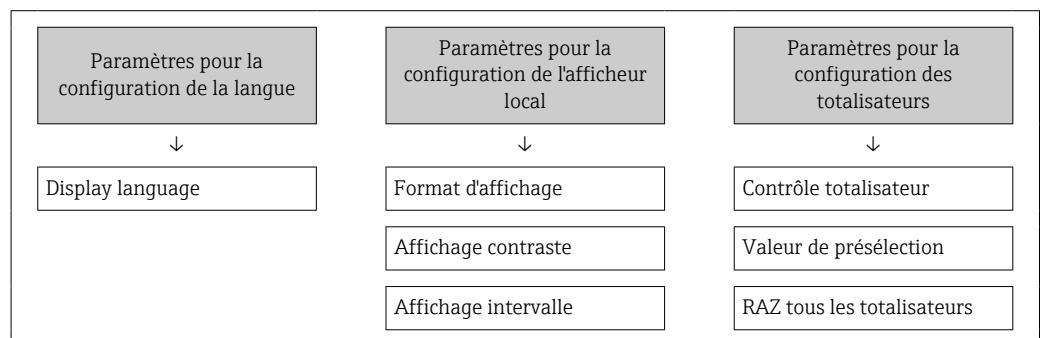 Paramètres pour la
configuration de la langue
↓
Display language
Paramètres pour la
configuration de l'afficheur
local
↓
Format d'affichage
Affichage contraste
Affichage intervalle
Paramètres pour la
configuration des
totalisateurs
↓
Contrôle totalisateur
Valeur de présélection
RAZ tous les totalisateurs